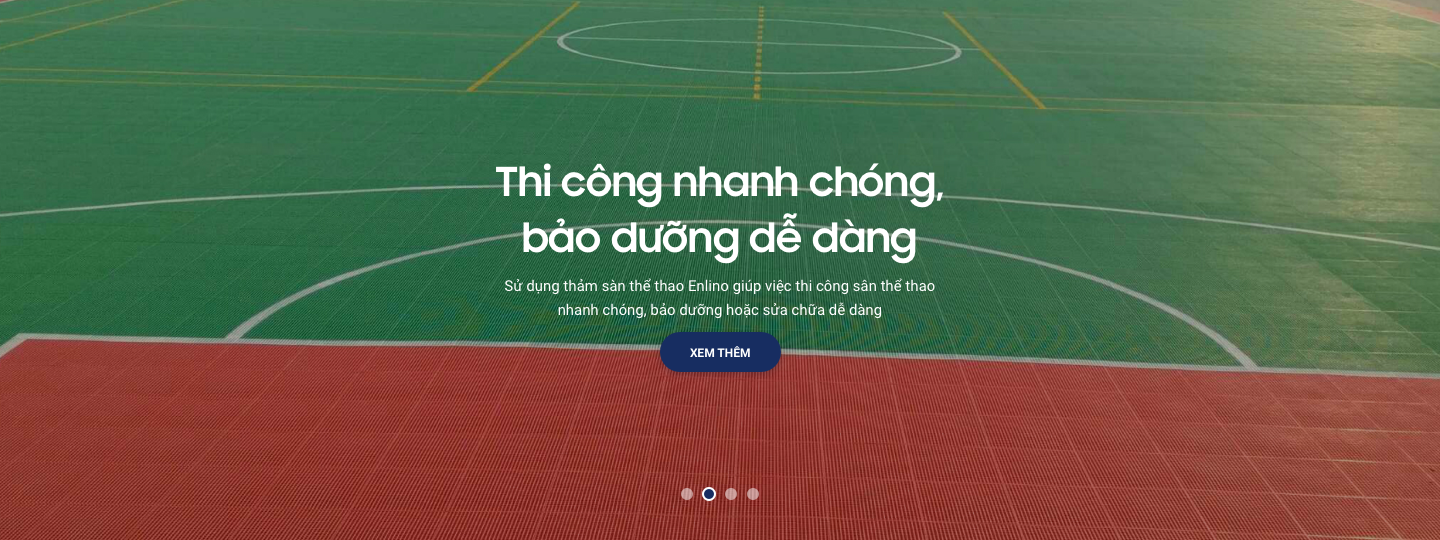 Thi công nhanh chóng,
bảo dưỡng dễ dàng
Sử dụng thảm sàn thể thao Enlino giúp việc thi công sân thể thao
nhanh chóng, bảo dưỡng hoặc sửa chữa dễ dàng
XEM THÊM